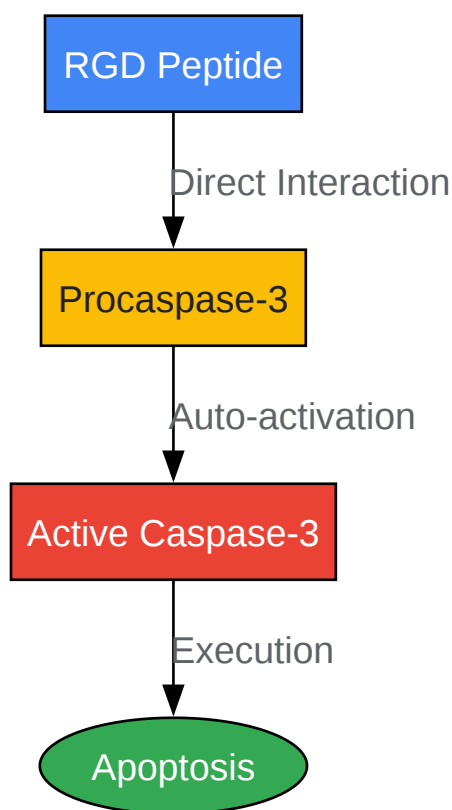 RGD Peptide
Direct Interaction
Procaspase-3
Auto-activation
Active Caspase-3
Execution
Apoptosis